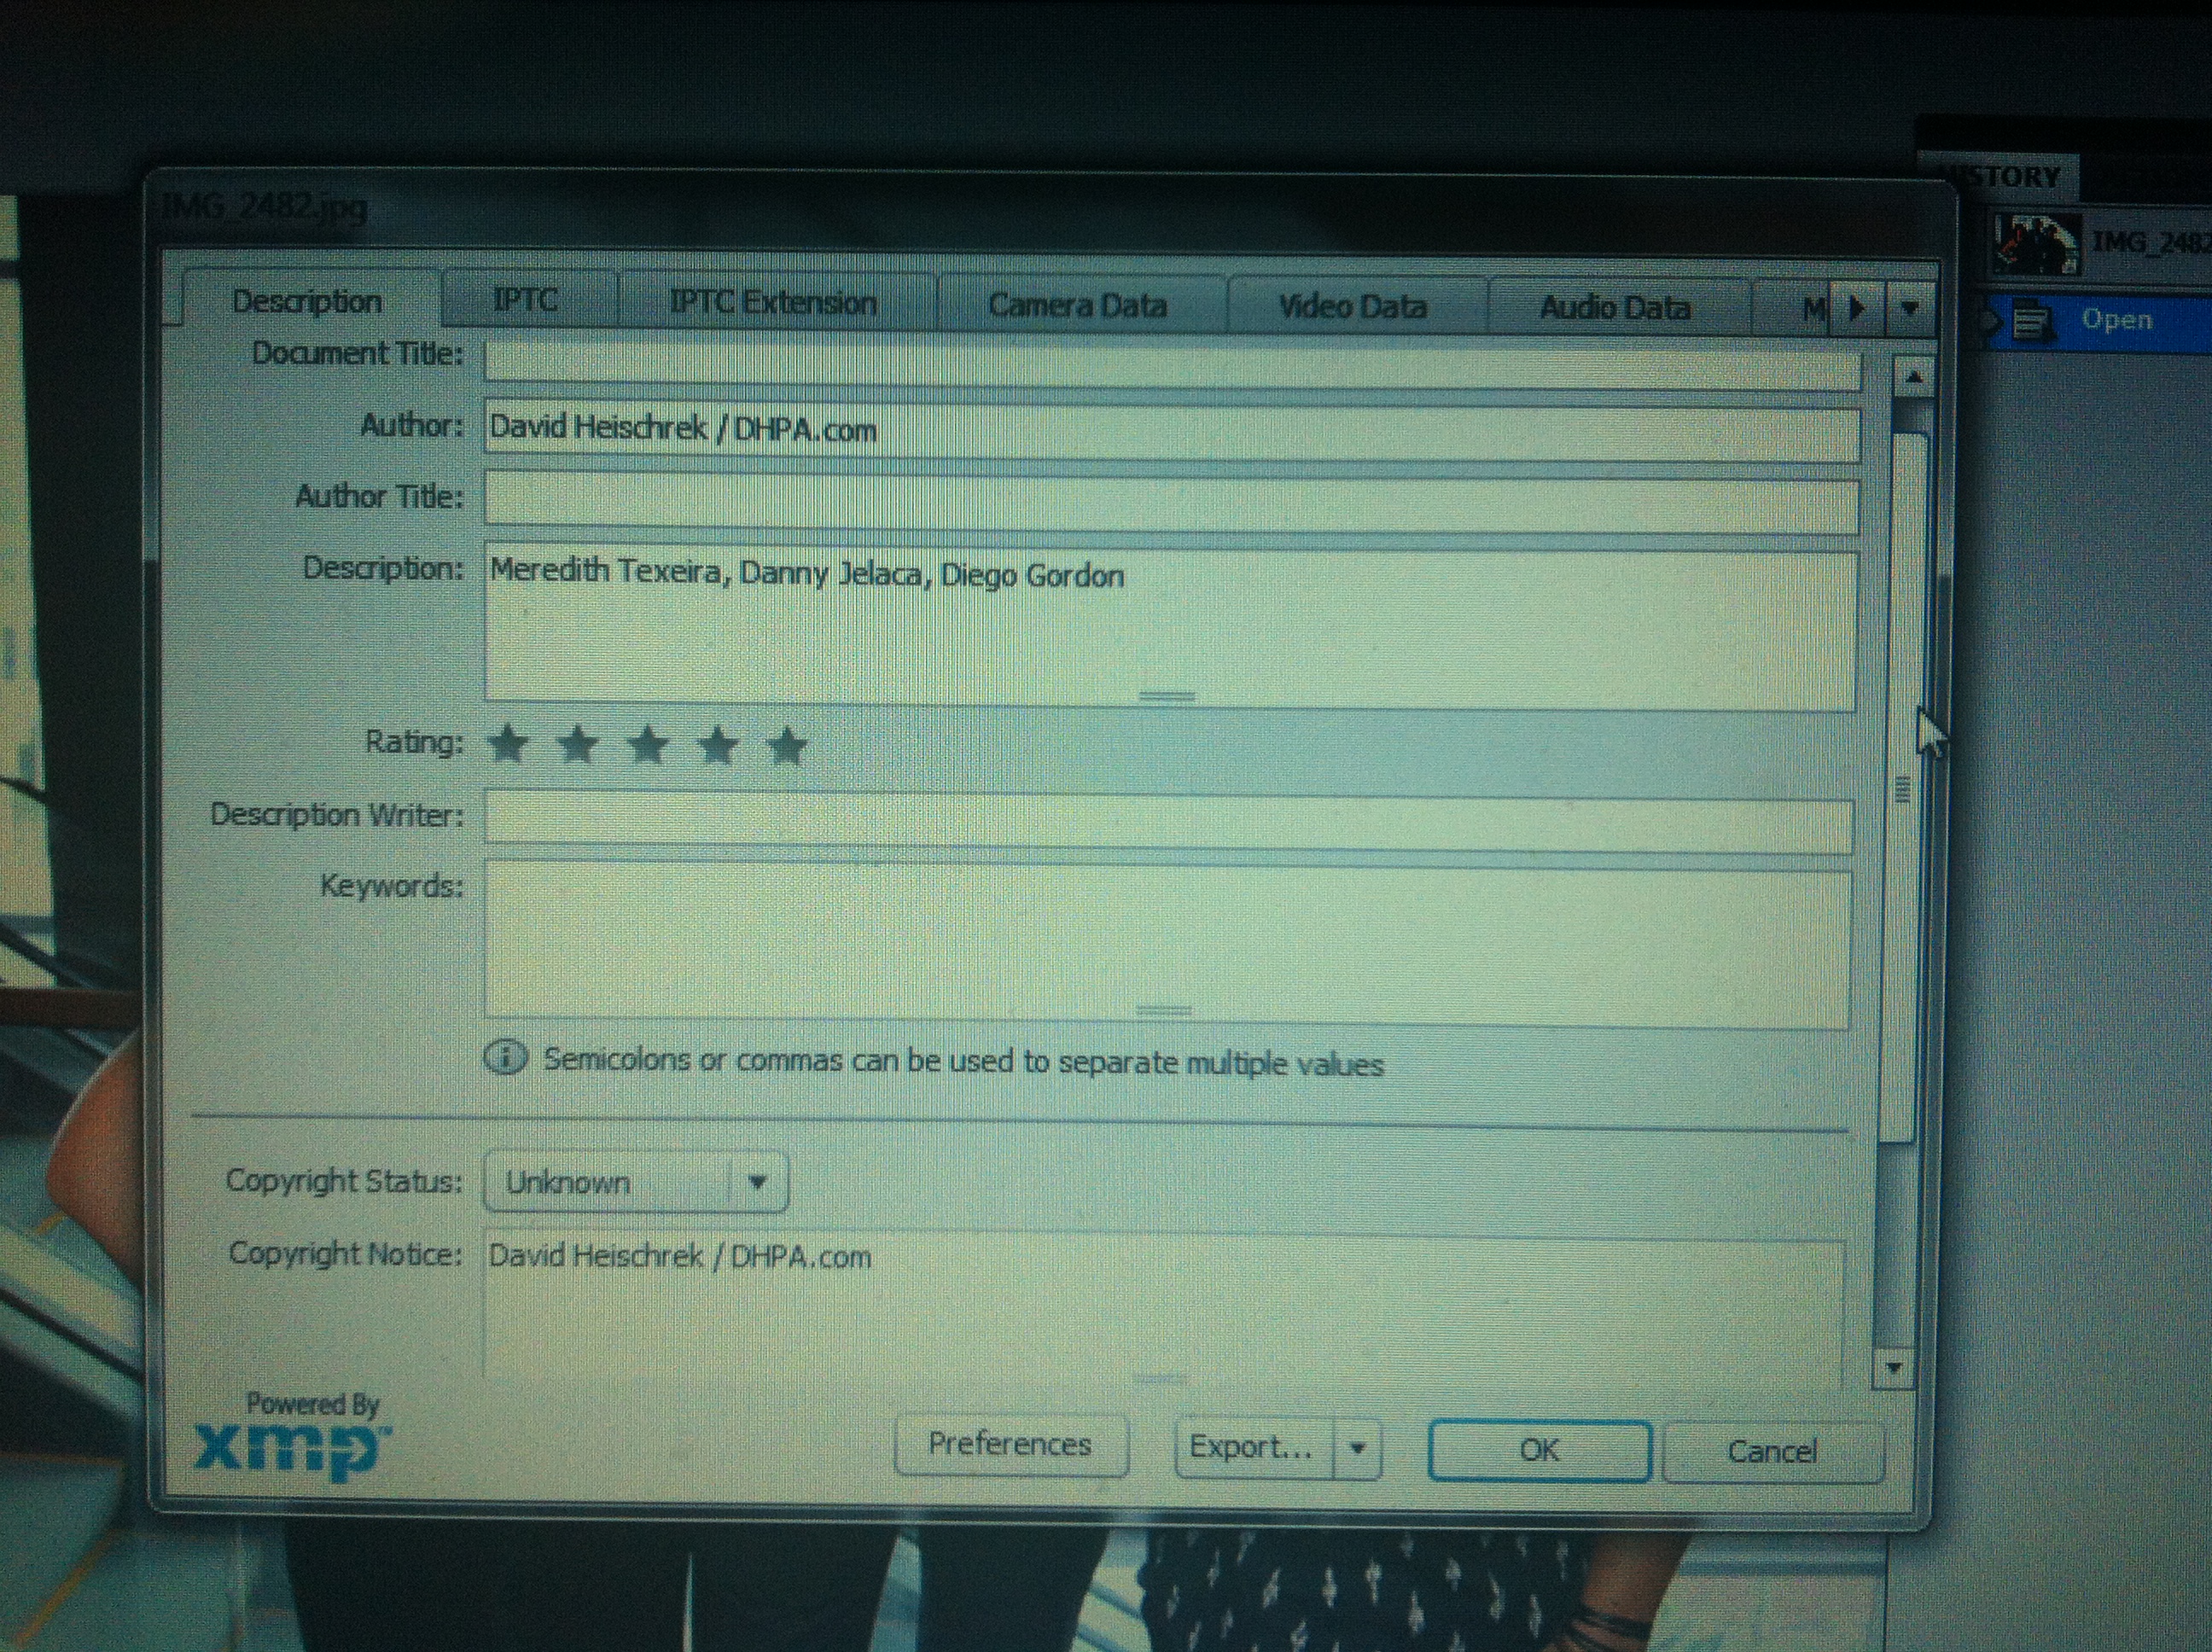 IMG_2482.jpg
HISTORY
IMG_2482
Open
Description IPTC IPTC Extension Camera Data Video Data Audio Data M
Document Title:
Author: David Heischrek / DHPA.com
Author Title:
Description: Meredith Texeira, Danny Jelaca, Diego Gordon
Rating:
Description Writer:
Keywords:
Semicolons or commas can be used to separate multiple values
Copyright Status: Unknown
Copyright Notice: David Heischrek / DHPA.com
Powered By
xmp™
Preferences Export... OK Cancel